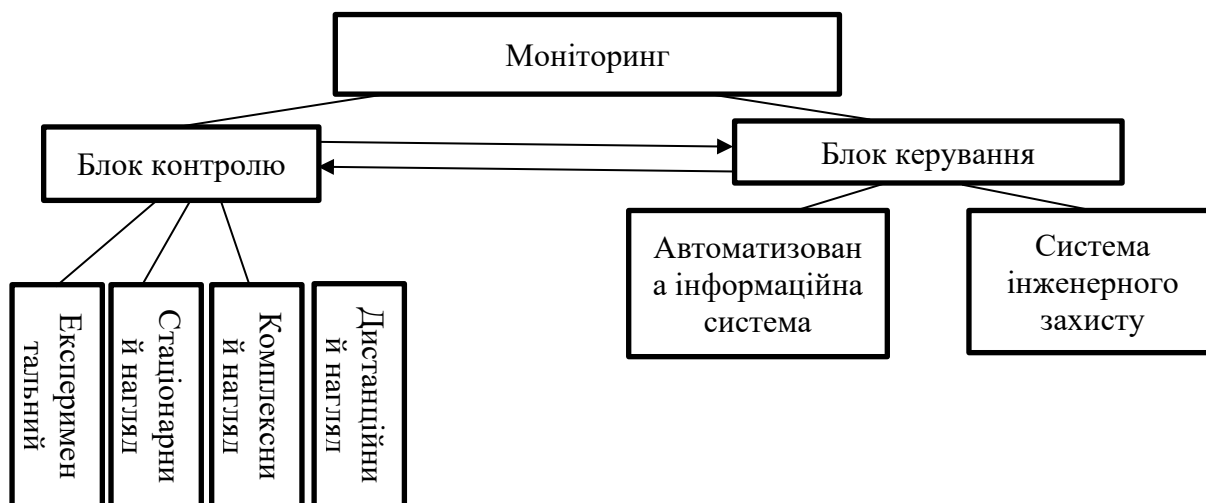 Моніторинг
Блок контролю
Блок керування
Автоматизован
а інформаційна
система
Система
інженерного
захисту
Експеримен
тальний
Стаціонарни
й нагляд
Комплексни
й нагляд
Дистанційни
й нагляд